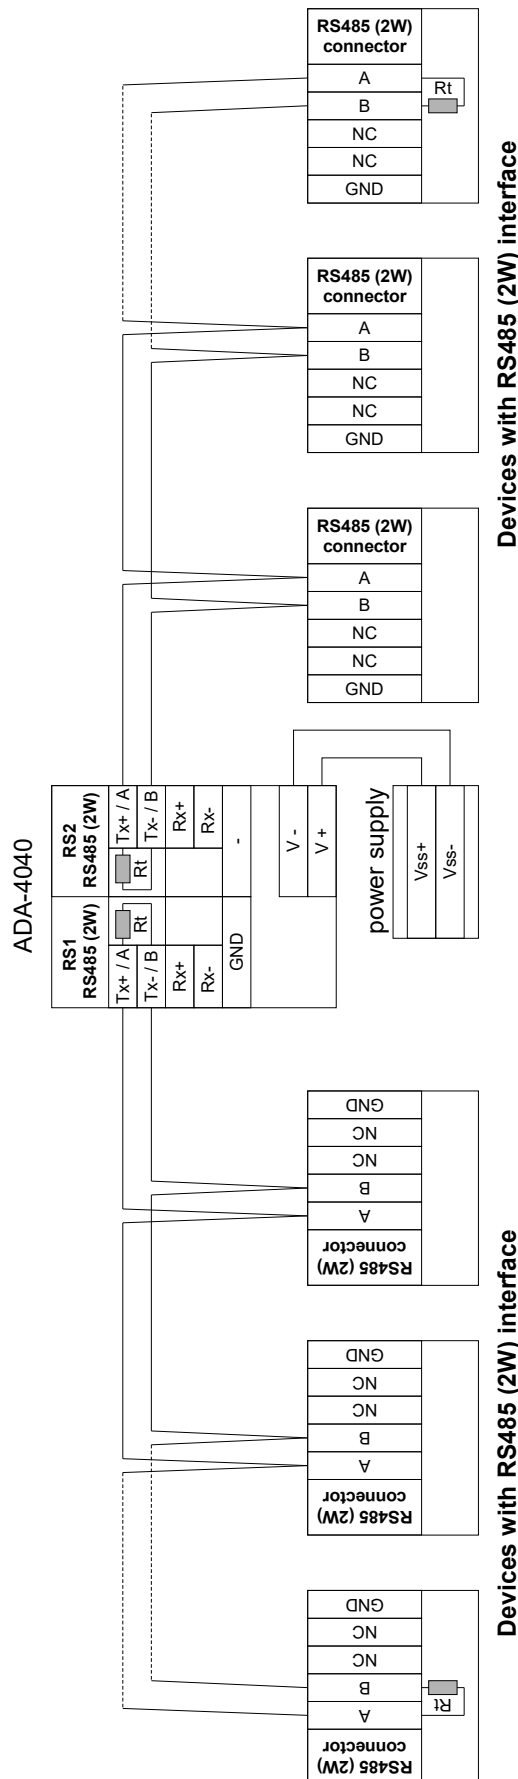 RS485 (2W)
connector
A
B
NC
NC
GND
Rt
RS485 (2W)
connector
A
B
NC
NC
GND
RS485 (2W)
connector
A
B
NC
NC
GND
Devices with RS485 (2W) interface
ADA-4040
RS2
RS485 (2W)
Tx+ / A
Tx- / B
Rx+
Rx-
-
Rt
RS1
RS485 (2W)
Tx+ / A
Tx- / B
Rx+
Rx-
GND
Rt
V -
V +
power supply
Vss+
Vss-
GND
NC
NC
B
A
RS485 (2W)
connector
GND
NC
NC
B
A
RS485 (2W)
connector
GND
NC
NC
B
A
Rt
RS485 (2W)
connector
Devices with RS485 (2W) interface